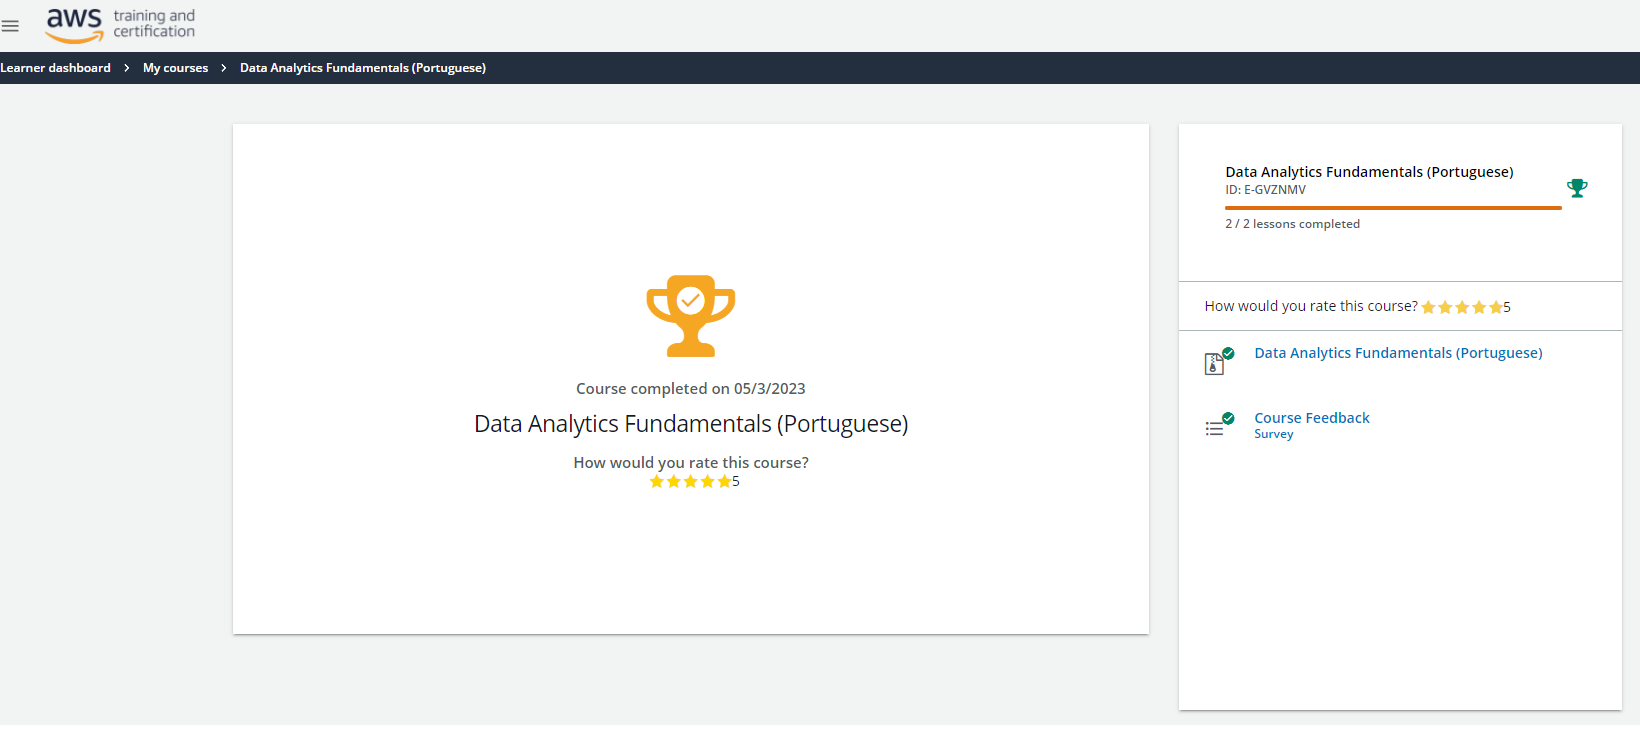 aws training and
certification
Learner dashboard > My courses > Data Analytics Fundamentals (Portuguese)
Course completed on 05/3/2023
Data Analytics Fundamentals (Portuguese)
How would you rate this course?
5
Data Analytics Fundamentals (Portuguese)
ID: E-GVZNMV
2 / 2 lessons completed
How would you rate this course? 5
Data Analytics Fundamentals (Portuguese)
Course Feedback
Survey